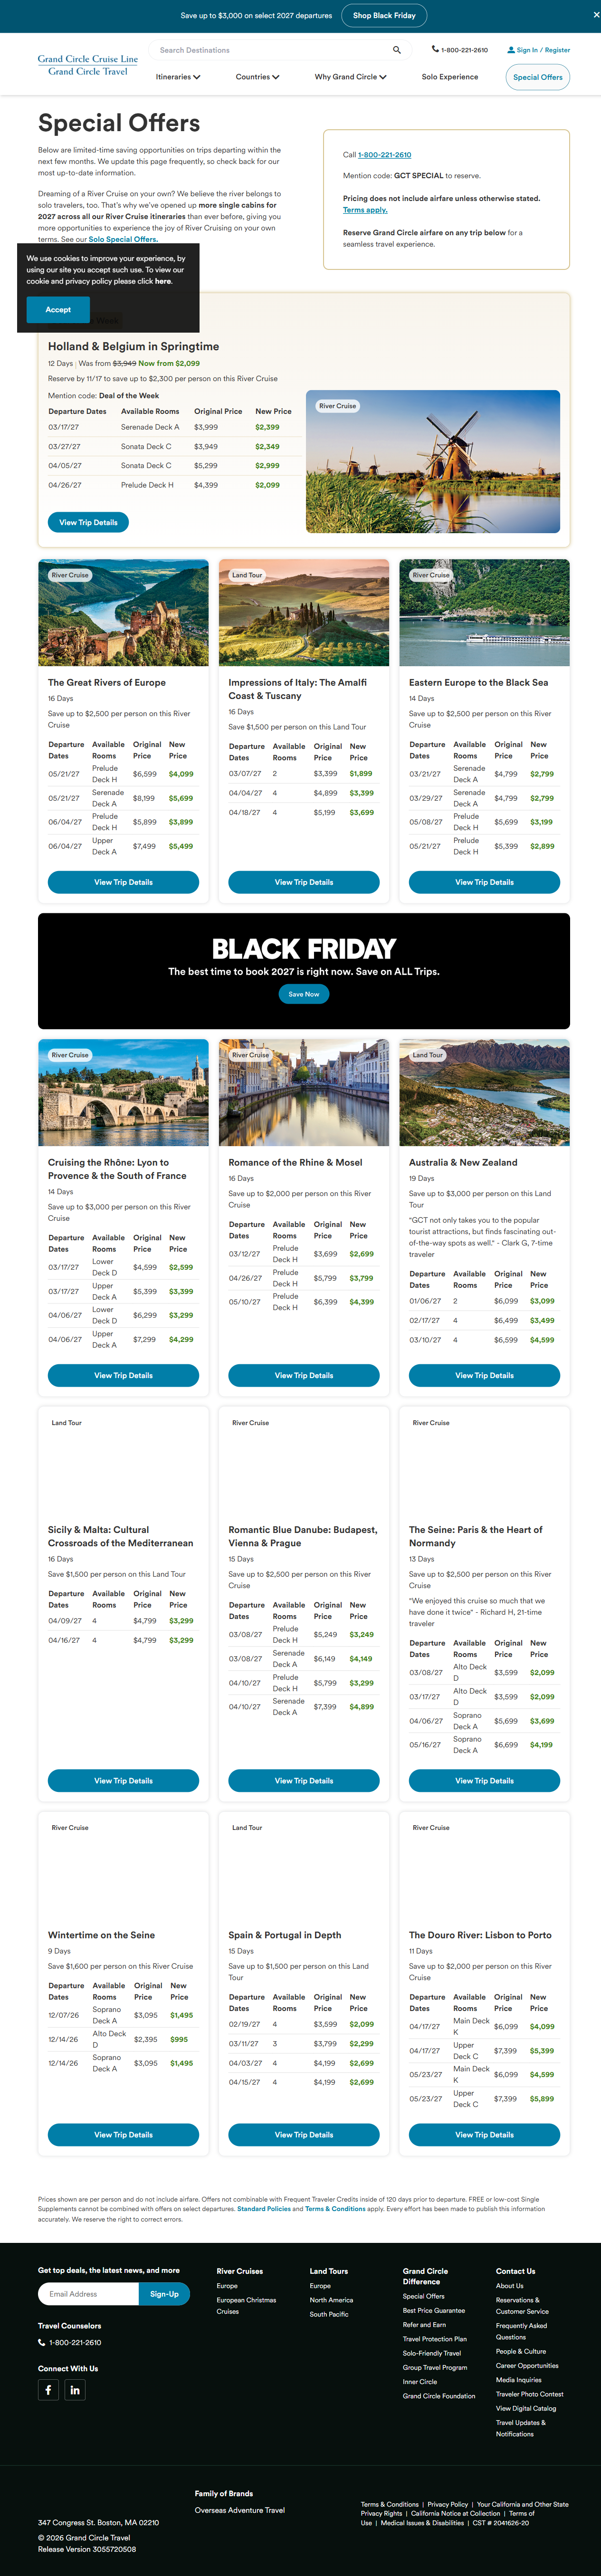 Save up to $3,000 on select 2027 departures
Shop Black Friday
Grand Circle Cruise Line
Grand Circle Travel
Search Destinations
1-800-221-2610
Sign In / Register
Itineraries
Countries
Why Grand Circle
Solo Experience
Special Offers
Special Offers
Below are limited-time saving opportunities on trips departing within the
next few months. We update this page frequently, so check back for our
most up-to-date information.
Dreaming of a River Cruise on your own? We believe the river belongs to
solo travelers, too. That's why we've opened up more single cabins for
2027 across all our River Cruise itineraries than ever before, giving you
more opportunities to experience the joy of River Cruising on your own
terms. See our Solo Special Offers.
Call 1-800-221-2610
Mention code: GCT SPECIAL to reserve.
Pricing does not include airfare unless otherwise stated.
Terms apply.
Reserve Grand Circle airfare on any trip below for a
seamless travel experience.
We use cookies to improve your experience, by
using our site you accept such use. To view our
cookie and privacy policy please click here.
Accept
Holland & Belgium in Springtime
12 Days | Was from $3,949 Now from $2,099
Reserve by 11/17 to save up to $2,300 per person on this River Cruise
Mention code: Deal of the Week
Departure Dates Available Rooms Original Price New Price
03/17/27 Serenade Deck A $3,999 $2,399
03/27/27 Sonata Deck C $3,949 $2,349
04/05/27 Sonata Deck C $5,299 $2,999
04/26/27 Prelude Deck H $4,399 $2,099
View Trip Details
River Cruise
River Cruise
The Great Rivers of Europe
16 Days
Save up to $2,500 per person on this River
Cruise
Departure Available Original New
Dates Rooms Price Price
05/21/27 Prelude Deck H $6,599 $4,099
05/21/27 Serenade Deck A $8,199 $5,699
06/04/27 Prelude Deck H $5,899 $3,899
06/04/27 Upper Deck A $7,499 $5,499
View Trip Details
Land Tour
Impressions of Italy: The Amalfi
Coast & Tuscany
16 Days
Save $1,500 per person on this Land Tour
Departure Available Original New
Dates Rooms Price Price
03/07/27 2 $3,399 $1,899
04/04/27 4 $4,899 $3,399
04/18/27 4 $5,199 $3,699
View Trip Details
River Cruise
Eastern Europe to the Black Sea
14 Days
Save up to $2,500 per person on this River
Cruise
Departure Available Original New
Dates Rooms Price Price
03/21/27 Serenade Deck A $4,799 $2,799
03/29/27 Serenade Deck A $4,799 $2,799
05/08/27 Prelude Deck H $5,699 $3,199
05/21/27 Prelude Deck H $5,399 $2,899
View Trip Details
BLACK FRIDAY
The best time to book 2027 is right now. Save on ALL Trips.
Save Now
River Cruise
Cruising the Rhône: Lyon to
Provence & the South of France
14 Days
Save up to $3,000 per person on this River
Cruise
Departure Available Original New
Dates Rooms Price Price
03/17/27 Lower Deck D $4,599 $2,599
03/17/27 Upper Deck A $5,399 $3,399
04/06/27 Lower Deck D $6,299 $3,299
04/06/27 Upper Deck A $7,299 $4,299
View Trip Details
River Cruise
Romance of the Rhine & Mosel
16 Days
Save up to $2,000 per person on this River
Cruise
Departure Available Original New
Dates Rooms Price Price
03/12/27 Prelude Deck H $3,699 $2,699
04/26/27 Prelude Deck H $5,799 $3,799
05/10/27 Prelude Deck H $6,399 $4,399
View Trip Details
Land Tour
Australia & New Zealand
19 Days
Save up to $3,000 per person on this Land
Tour
"GCT not only takes you to the popular
tourist attractions, but finds fascinating out-
of-the-way spots as well." - Clark G, 7-time
traveler
Departure Available Original New
Dates Rooms Price Price
01/06/27 2 $6,099 $3,099
02/17/27 4 $6,499 $3,499
03/10/27 4 $6,599 $4,599
View Trip Details
Land Tour
Sicily & Malta: Cultural
Crossroads of the Mediterranean
16 Days
Save $1,500 per person on this Land Tour
Departure Available Original New
Dates Rooms Price Price
04/09/27 4 $4,799 $3,299
04/16/27 4 $4,799 $3,299
View Trip Details
River Cruise
Romantic Blue Danube: Budapest,
Vienna & Prague
15 Days
Save up to $2,500 per person on this River
Cruise
Departure Available Original New
Dates Rooms Price Price
03/08/27 Prelude Deck H $5,249 $3,249
03/08/27 Serenade Deck A $6,149 $4,149
04/10/27 Prelude Deck H $5,799 $3,299
04/10/27 Serenade Deck A $7,399 $4,899
View Trip Details
River Cruise
The Seine: Paris & the Heart of
Normandy
13 Days
Save up to $2,500 per person on this River
Cruise
"We enjoyed this cruise so much that we
have done it twice" - Richard H, 21-time
traveler
Departure Available Original New
Dates Rooms Price Price
03/08/27 Alto Deck D $3,599 $2,099
03/17/27 Alto Deck D $3,599 $2,099
04/06/27 Soprano Deck A $5,699 $3,699
05/16/27 Soprano Deck A $6,699 $4,199
View Trip Details
River Cruise
Wintertime on the Seine
9 Days
Save $1,600 per person on this River Cruise
Departure Available Original New
Dates Rooms Price Price
12/07/26 Soprano Deck A $3,095 $1,495
12/14/26 Alto Deck D $2,395 $995
12/14/26 Soprano Deck A $3,095 $1,495
View Trip Details
Land Tour
Spain & Portugal in Depth
15 Days
Save up to $1,500 per person on this Land
Tour
Departure Available Original New
Dates Rooms Price Price
02/19/27 4 $3,599 $2,099
03/11/27 3 $3,799 $2,299
04/03/27 4 $4,199 $2,699
04/15/27 4 $4,199 $2,699
View Trip Details
River Cruise
The Douro River: Lisbon to Porto
11 Days
Save up to $2,000 per person on this River
Cruise
Departure Available Original New
Dates Rooms Price Price
04/17/27 Main Deck K $6,099 $4,099
04/17/27 Upper Deck C $7,399 $5,399
05/23/27 Main Deck K $6,099 $4,599
05/23/27 Upper Deck C $7,399 $5,899
View Trip Details
Prices shown are per person and do not include airfare. Offers not combinable with Frequent Traveler Credits inside of 120 days prior to departure. FREE or low-cost Single
Supplements cannot be combined with offers on select departures. Standard Policies and Terms & Conditions apply. Every effort has been made to publish this information
accurately. We reserve the right to correct errors.
Get top deals, the latest news, and more
Email Address
Sign-Up
Travel Counselors
1-800-221-2610
Connect With Us
River Cruises
Europe
European Christmas
Cruises
Land Tours
Europe
North America
South Pacific
Grand Circle
Difference
Special Offers
Best Price Guarantee
Refer and Earn
Travel Protection Plan
Solo-Friendly Travel
Group Travel Program
Inner Circle
Grand Circle Foundation
Contact Us
About Us
Reservations &
Customer Service
Frequently Asked
Questions
People & Culture
Career Opportunities
Media Inquiries
Traveler Photo Contest
View Digital Catalog
Travel Updates &
Notifications
347 Congress St. Boston, MA 02210
© 2026 Grand Circle Travel
Release Version 3055720508
Family of Brands
Overseas Adventure Travel
Terms & Conditions | Privacy Policy | Your California and Other State
Privacy Rights | California Notice at Collection | Terms of
Use | Medical Issues & Disabilities | CST # 2041626-20